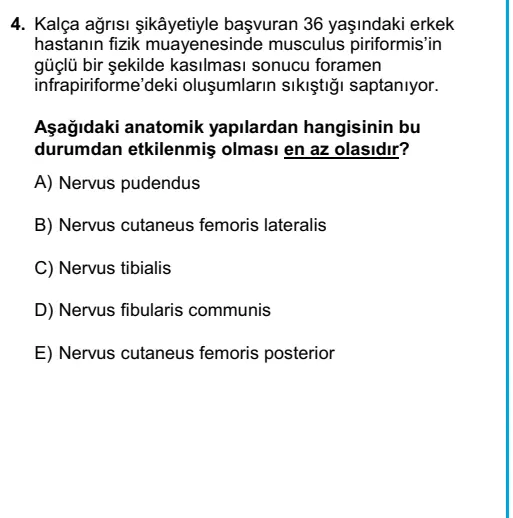 4. Kalça ağrısı şikâyetiyle başvuran 36 yaşındaki erkek
hastanın fizik muayenesinde musculus piriformis’in
güçlü bir şekilde kasılması sonucu foramen
infrapiriforme’deki oluşumların sıkıştığı saptanıyor.
Aşağıdaki anatomik yapılardan hangisinin bu
durumdan etkilenmiş olması en az olasıdır?
A) Nervus pudendus
B) Nervus cutaneus femoris lateralis
C) Nervus tibialis
D) Nervus fibularis communis
E) Nervus cutaneus femoris posterior